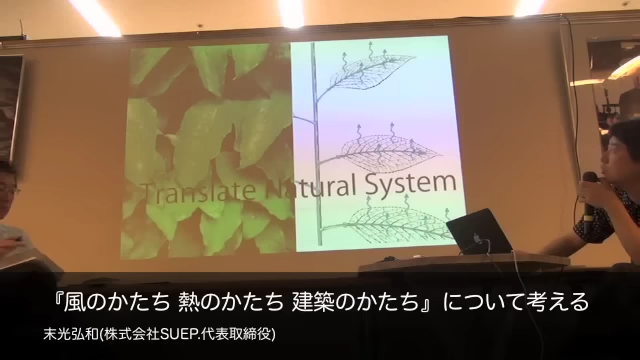 Translate Natural System
『風のかたち 熱のかたち 建築のかたち』について考える
末光弘和(株式会社SUEP.代表取締役)